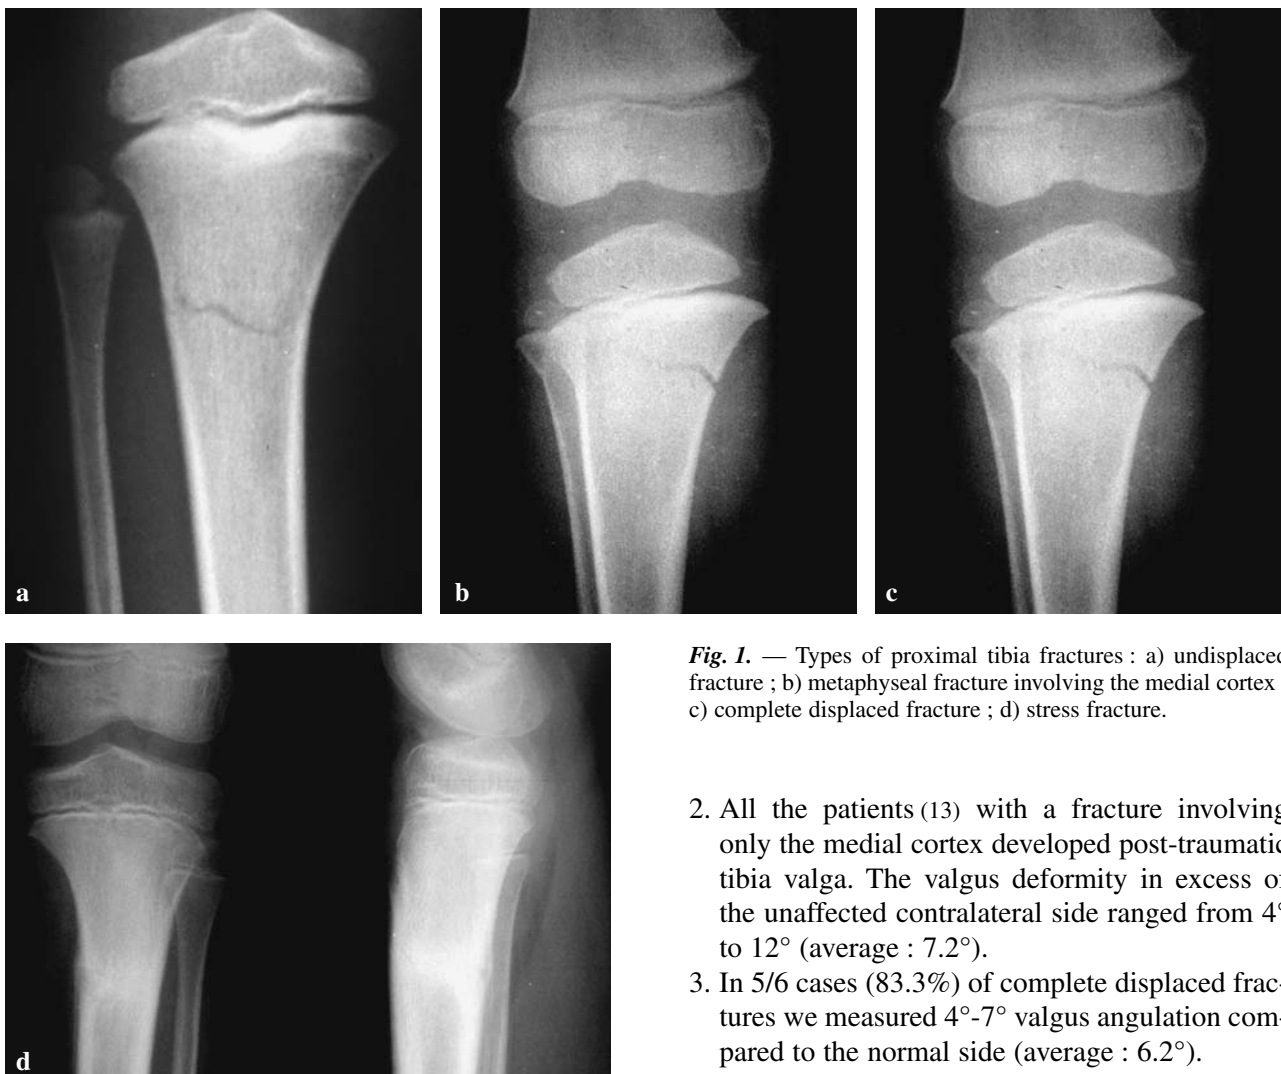 a
b
c
d
Fig. 1. — Types of proximal tibia fractures : a) undisplaced
fracture ; b) metaphyseal fracture involving the medial cortex
c) complete displaced fracture ; d) stress fracture.
2. All the patients (13) with a fracture involving
only the medial cortex developed post-traumatic
tibia valga. The valgus deformity in excess of
the unaffected contralateral side ranged from 4°
to 12° (average : 7.2°).
3. In 5/6 cases (83.3%) of complete displaced frac-
tures we measured 4°-7° valgus angulation com-
pared to the normal side (average : 6.2°).